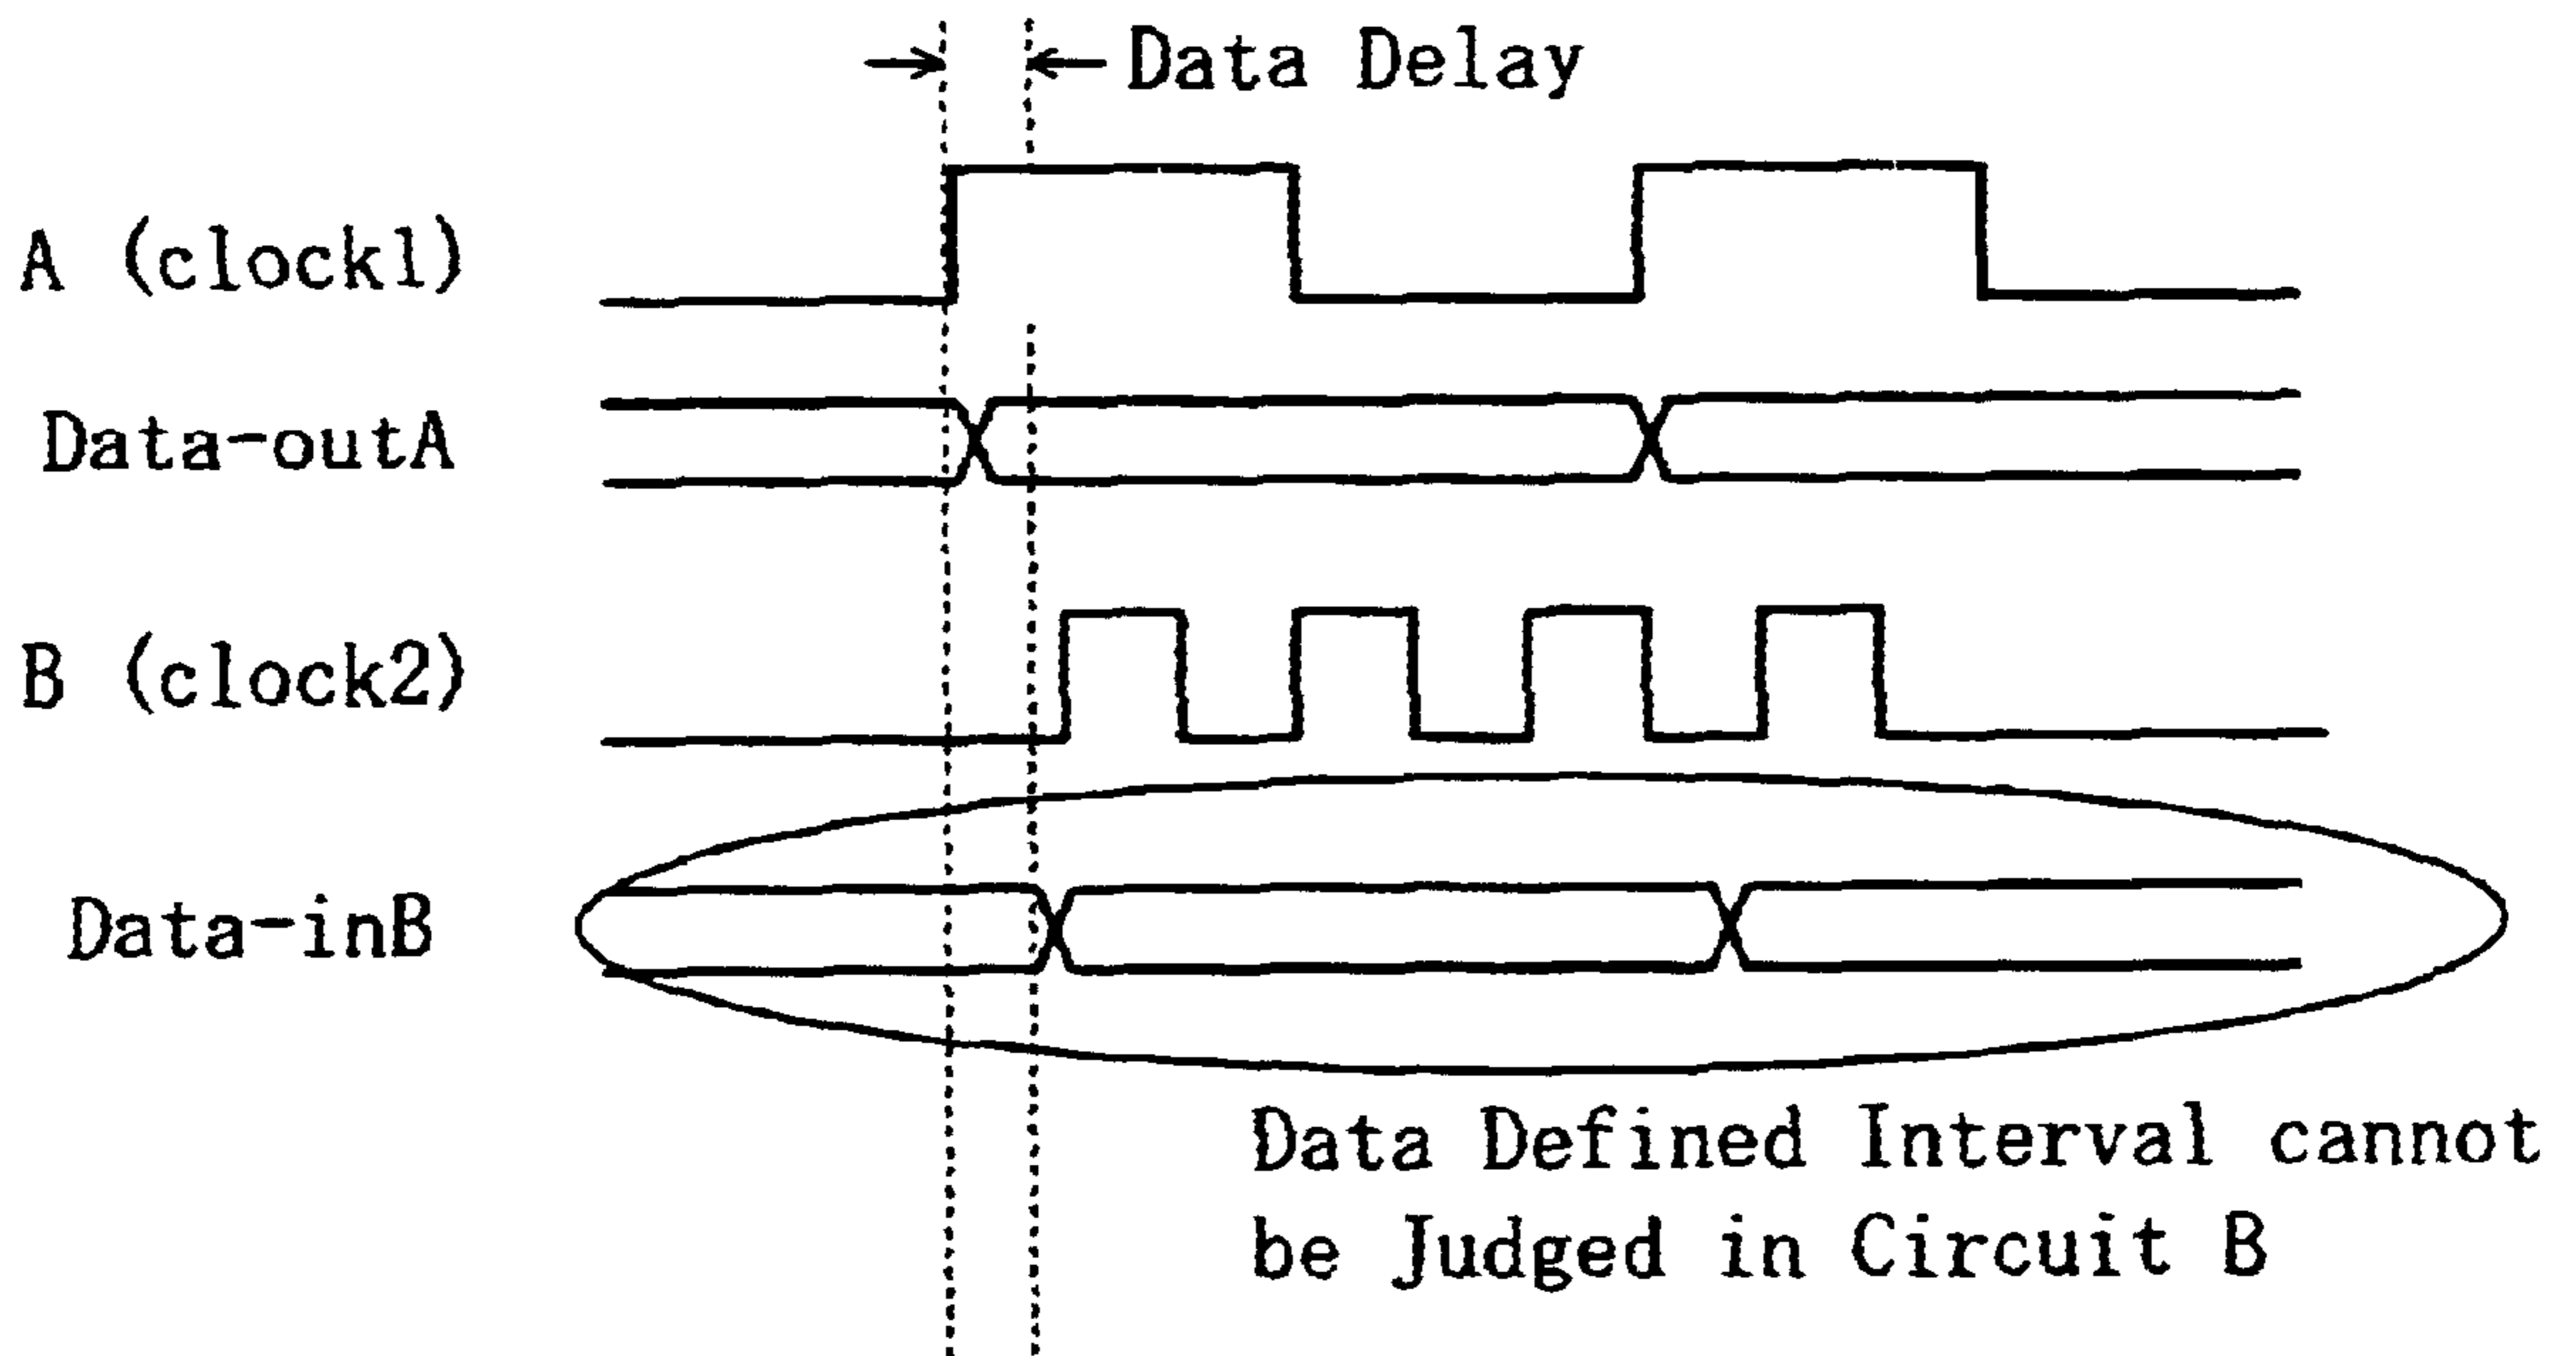 Data Delay
A (clock1)
Data-outA
B (clock2)
Data-inB
Data Defined Interval cannot
be Judged in Circuit B